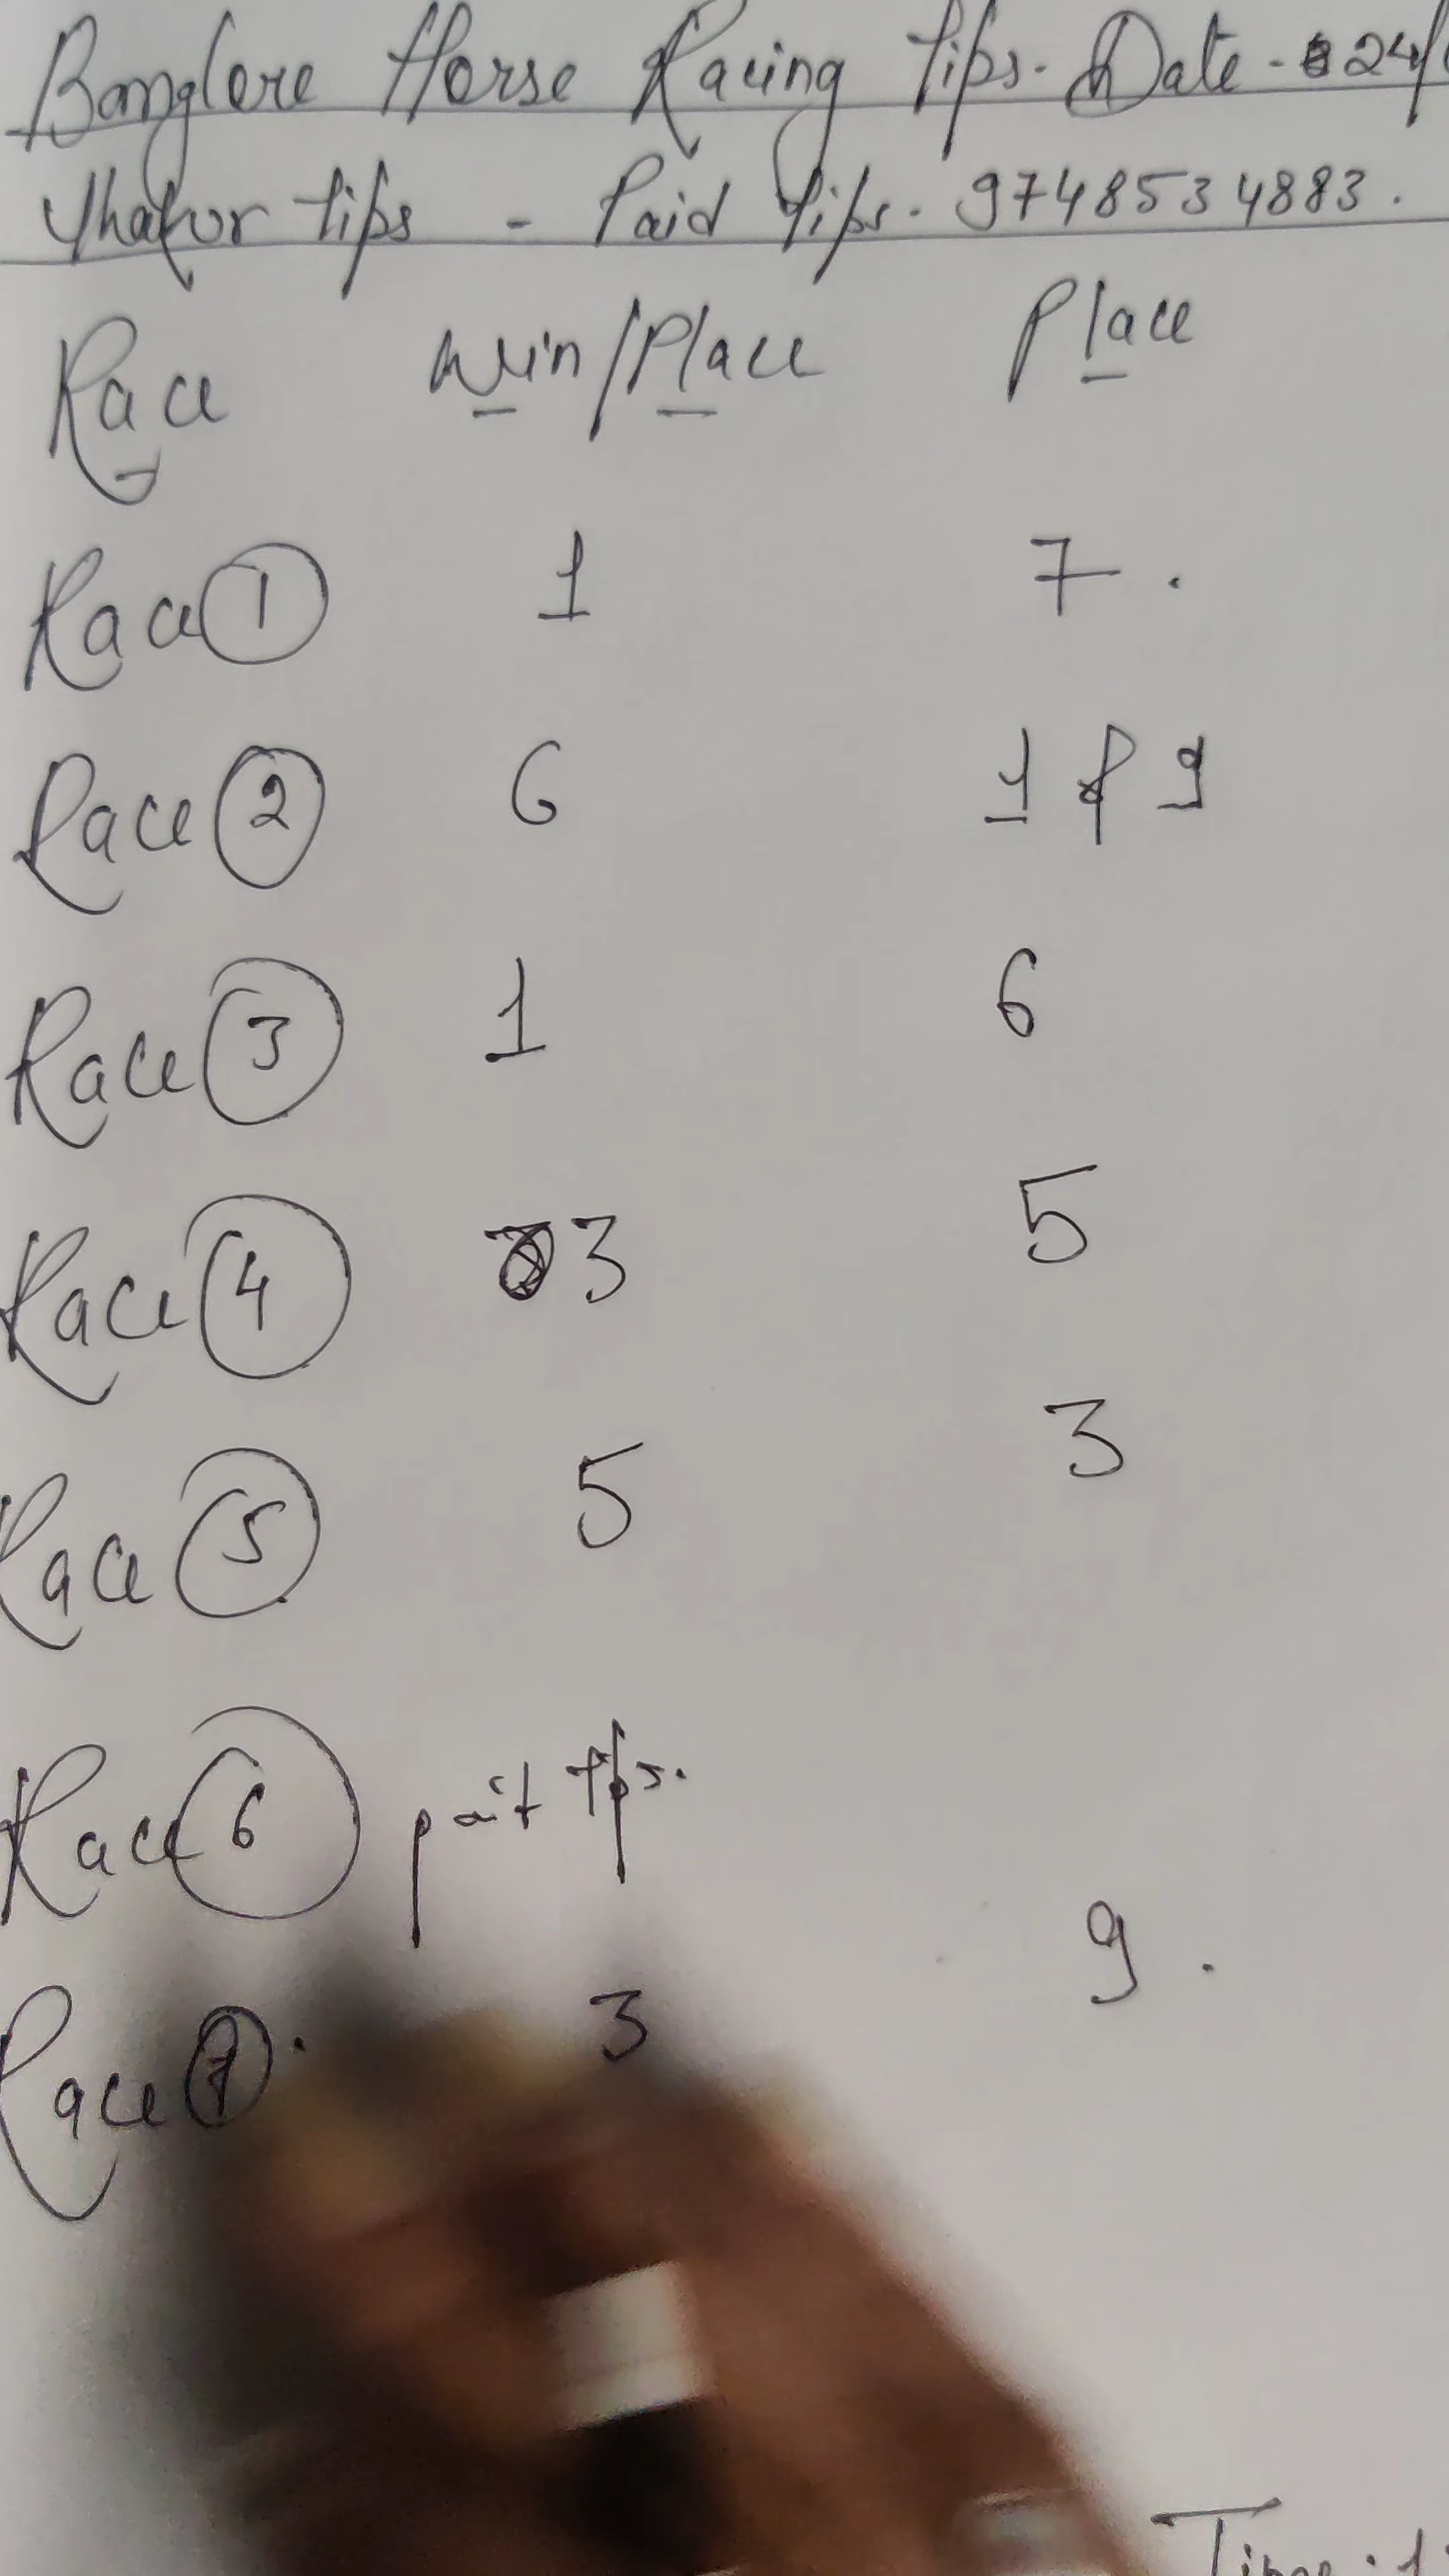 Banglore Horse Racing tips. Date - 24/
Thakur tips - Paid tips. 9748534883.
Race Win/Place Place
Race 1 1 7.
Race 2 6 1 & 9
Race 3 1 6
Race 4 3 5
Race 5 5 3
Race 6 pait tips.
Race 7. 3 9.